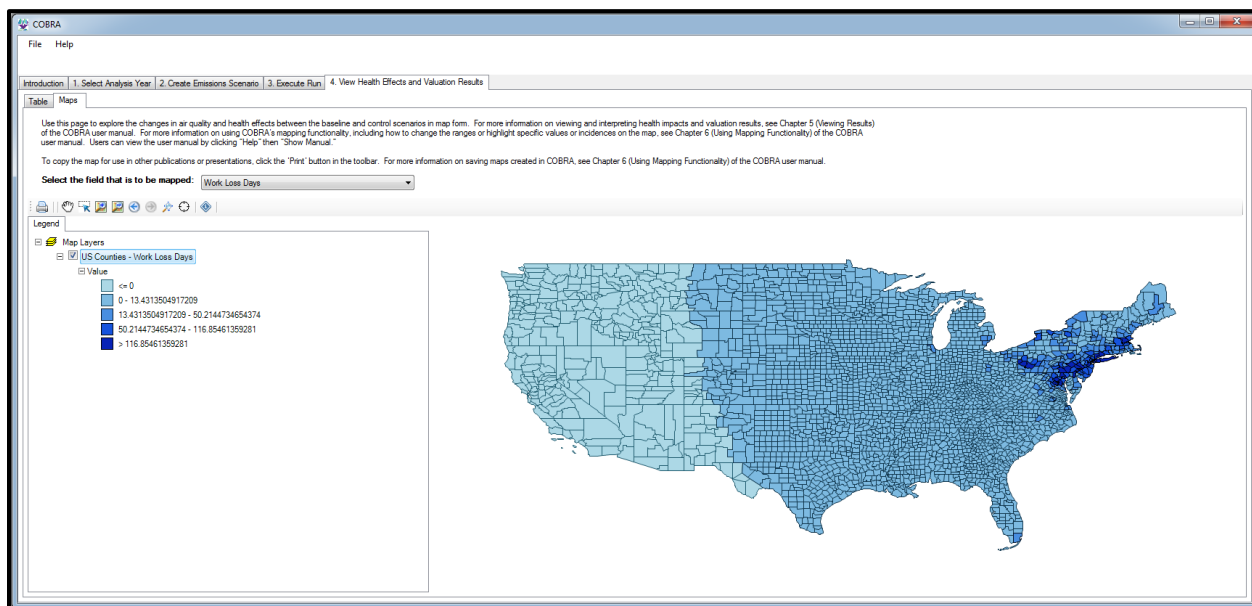 COBRA
File Help
Introduction 1. Select Analysis Year 2. Create Emissions Scenario 3. Execute Run 4. View Health Effects and Valuation Results
Table Maps
Use this page to explore the changes in air quality and health effects between the baseline and control scenarios in map form. For more information on viewing and interpreting health impacts and valuation results, see Chapter 5 (Viewing Results)
of the COBRA user manual. For more information on using COBRA's mapping functionality, including how to change the ranges or highlight specific values or incidences on the map, see Chapter 6 (Using Mapping Functionality) of the COBRA
user manual. Users can view the user manual by clicking "Help" then "Show Manual."
To copy the map for use in other publications or presentations, click the 'Print' button in the toolbar. For more information on saving maps created in COBRA, see Chapter 6 (Using Mapping Functionality) of the COBRA user manual.
Select the field that is to be mapped: Work Loss Days
Legend
Map Layers
US Counties - Work Loss Days
Value
<= 0
0 - 13.4313504917209
13.4313504917209 - 50.2144734654374
50.2144734654374 - 116.85461359281
> 116.85461359281